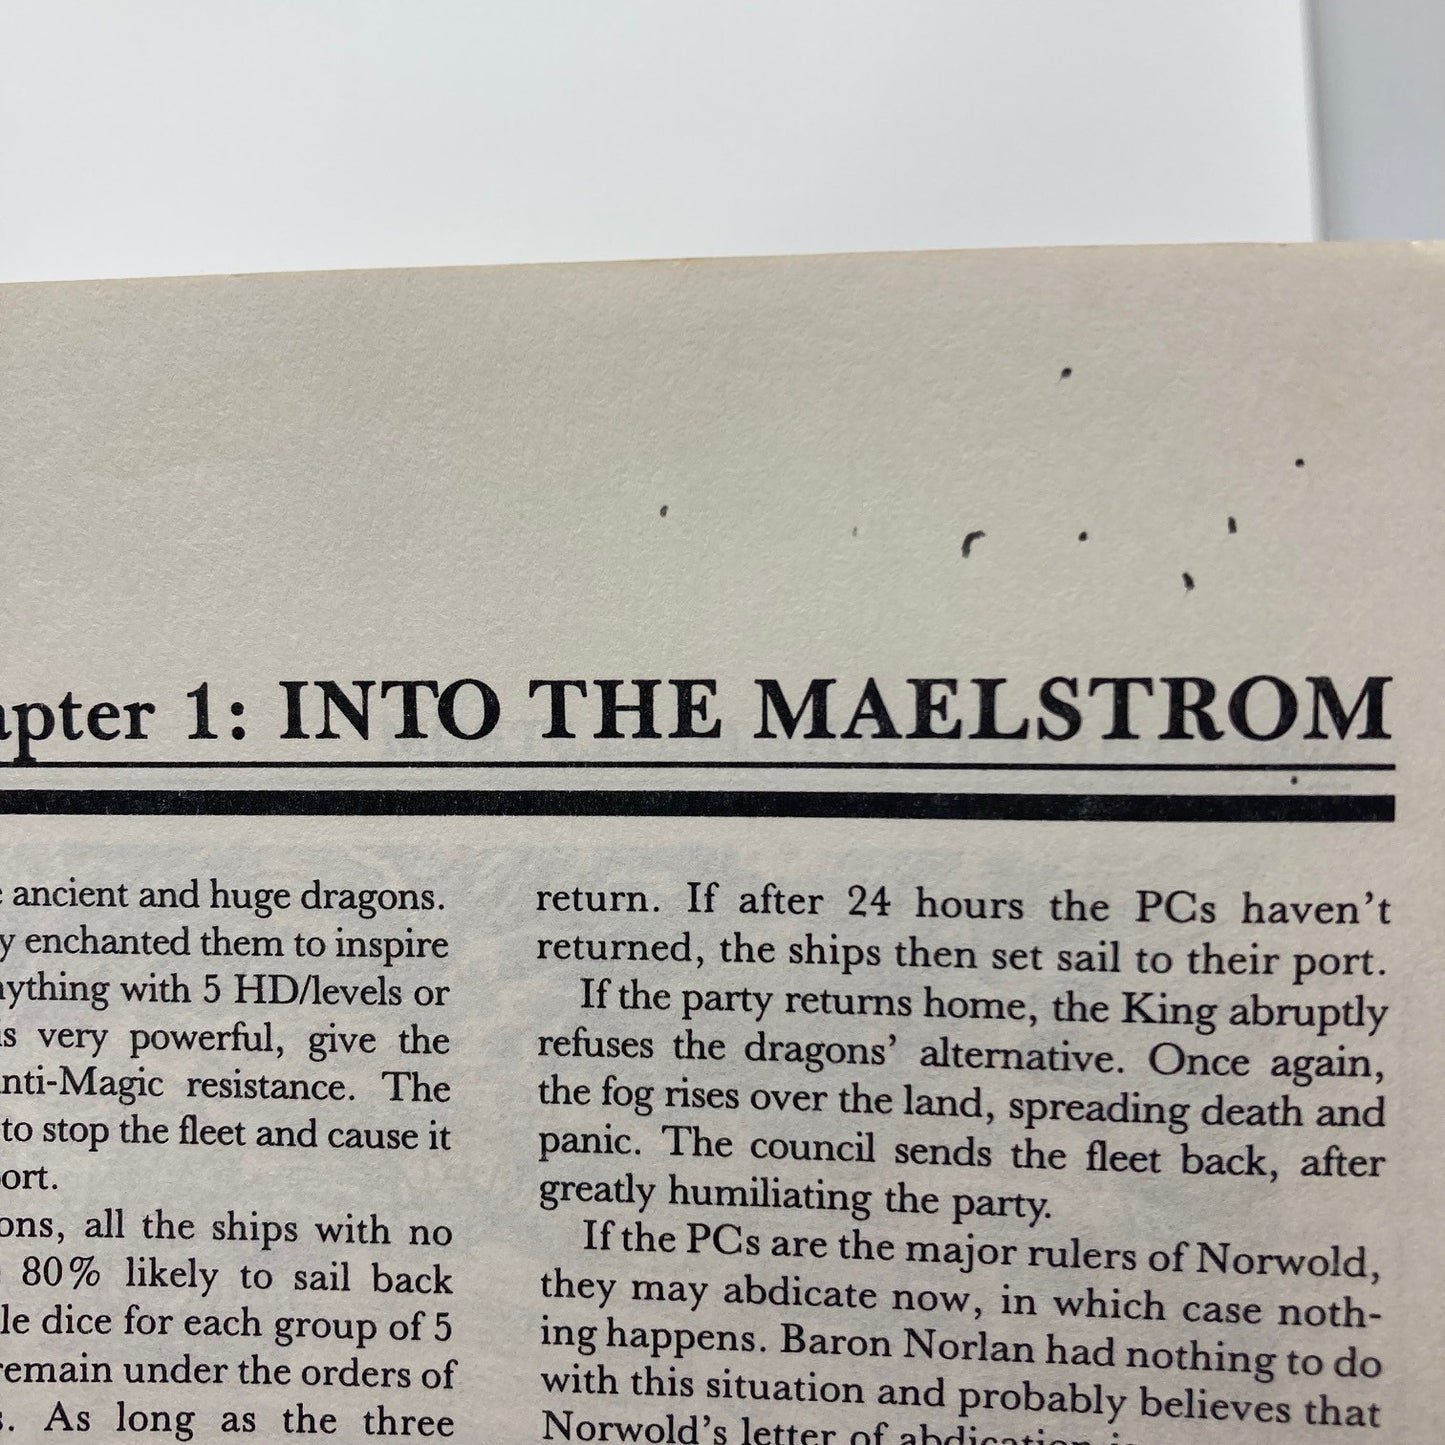 1: INTO THE MAELSTROM
ancient and huge dragons.
enchanted them to inspire
with 5 HD/levels or
very powerful, give the
resistance. The
to stop the fleet and cause it
all the ships with no
80% likely to sail back
dice for each group of 5
remain under the orders of
As long as the three
return. If after 24 hours the PCs haven't
returned, the ships then set sail to their port.
If the party returns home, the King abruptly
refuses the dragons' alternative. Once again,
the fog rises over the land, spreading death and
panic. The council sends the fleet back, after
greatly humiliating the party.
If the PCs are the major rulers of Norwold,
they may abdicate now, in which case noth-
ing happens. Baron Norlan had nothing to do
with this situation and probably believes that
Norwold's letter of abdication